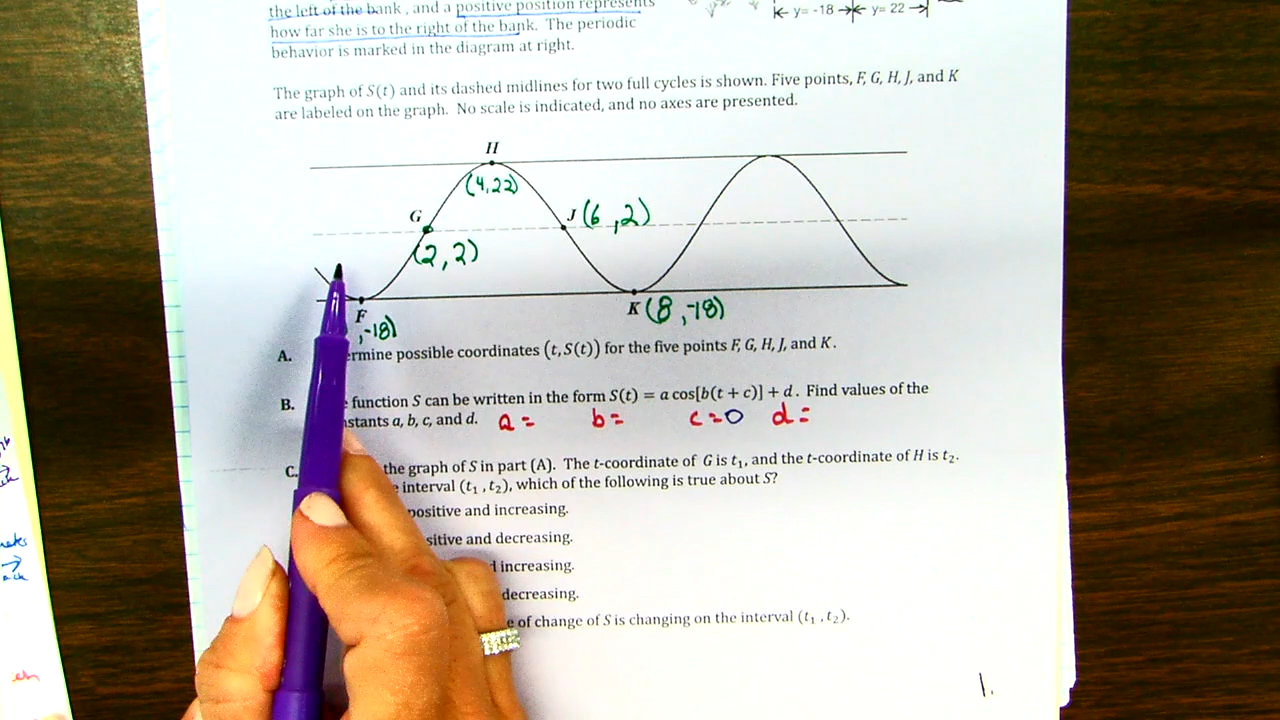 the left of the bank, and a positive position represents
how far she is to the right of the bank. The periodic
behavior is marked in the diagram at right.
y= -18 y= 22
The graph of S(t) and its dashed midlines for two full cycles is shown. Five points, F, G, H, J, and K
are labeled on the graph. No scale is indicated, and no axes are presented.
H
(4,22)
G
J (6 ,2)
(2,2)
F
K (8,-18)
,-18)
A. rmine possible coordinates (t, S(t)) for the five points F, G, H, J, and K.
B. function S can be written in the form S(t) = a cos[b(t + c)] + d. Find values of the
stants a, b, c, and d. a = b= c=0 d=
C. the graph of S in part (A). The t-coordinate of G is t₁, and the t-coordinate of H is t₂.
interval (t₁ , t₂), which of the following is true about S?
positive and increasing.
sitive and decreasing.
increasing.
decreasing.
e of change of S is changing on the interval (t₁ , t₂).
1.